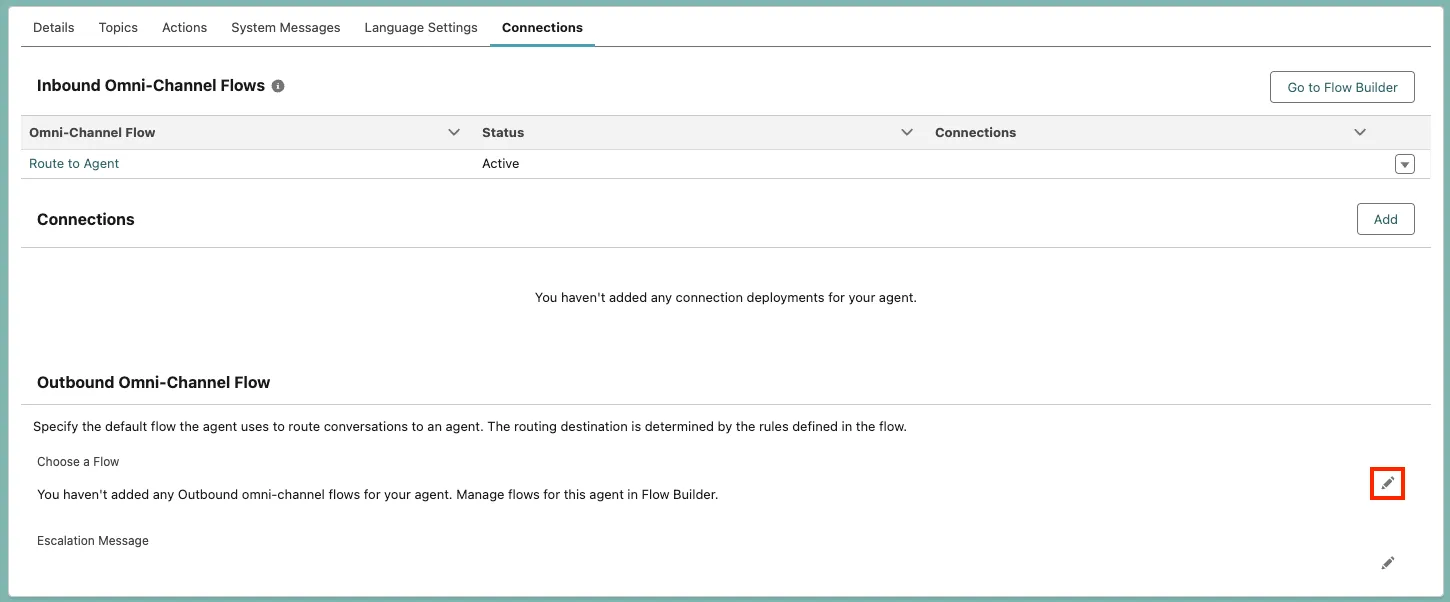 Details Topics Actions System Messages Language Settings Connections
Inbound Omni-Channel Flows
Go to Flow Builder
Omni-Channel Flow Status Connections
Route to Agent Active
Connections
Add
You haven't added any connection deployments for your agent.
Outbound Omni-Channel Flow
Specify the default flow the agent uses to route conversations to an agent. The routing destination is determined by the rules defined in the flow.
Choose a Flow
You haven't added any Outbound omni-channel flows for your agent. Manage flows for this agent in Flow Builder.
Escalation Message